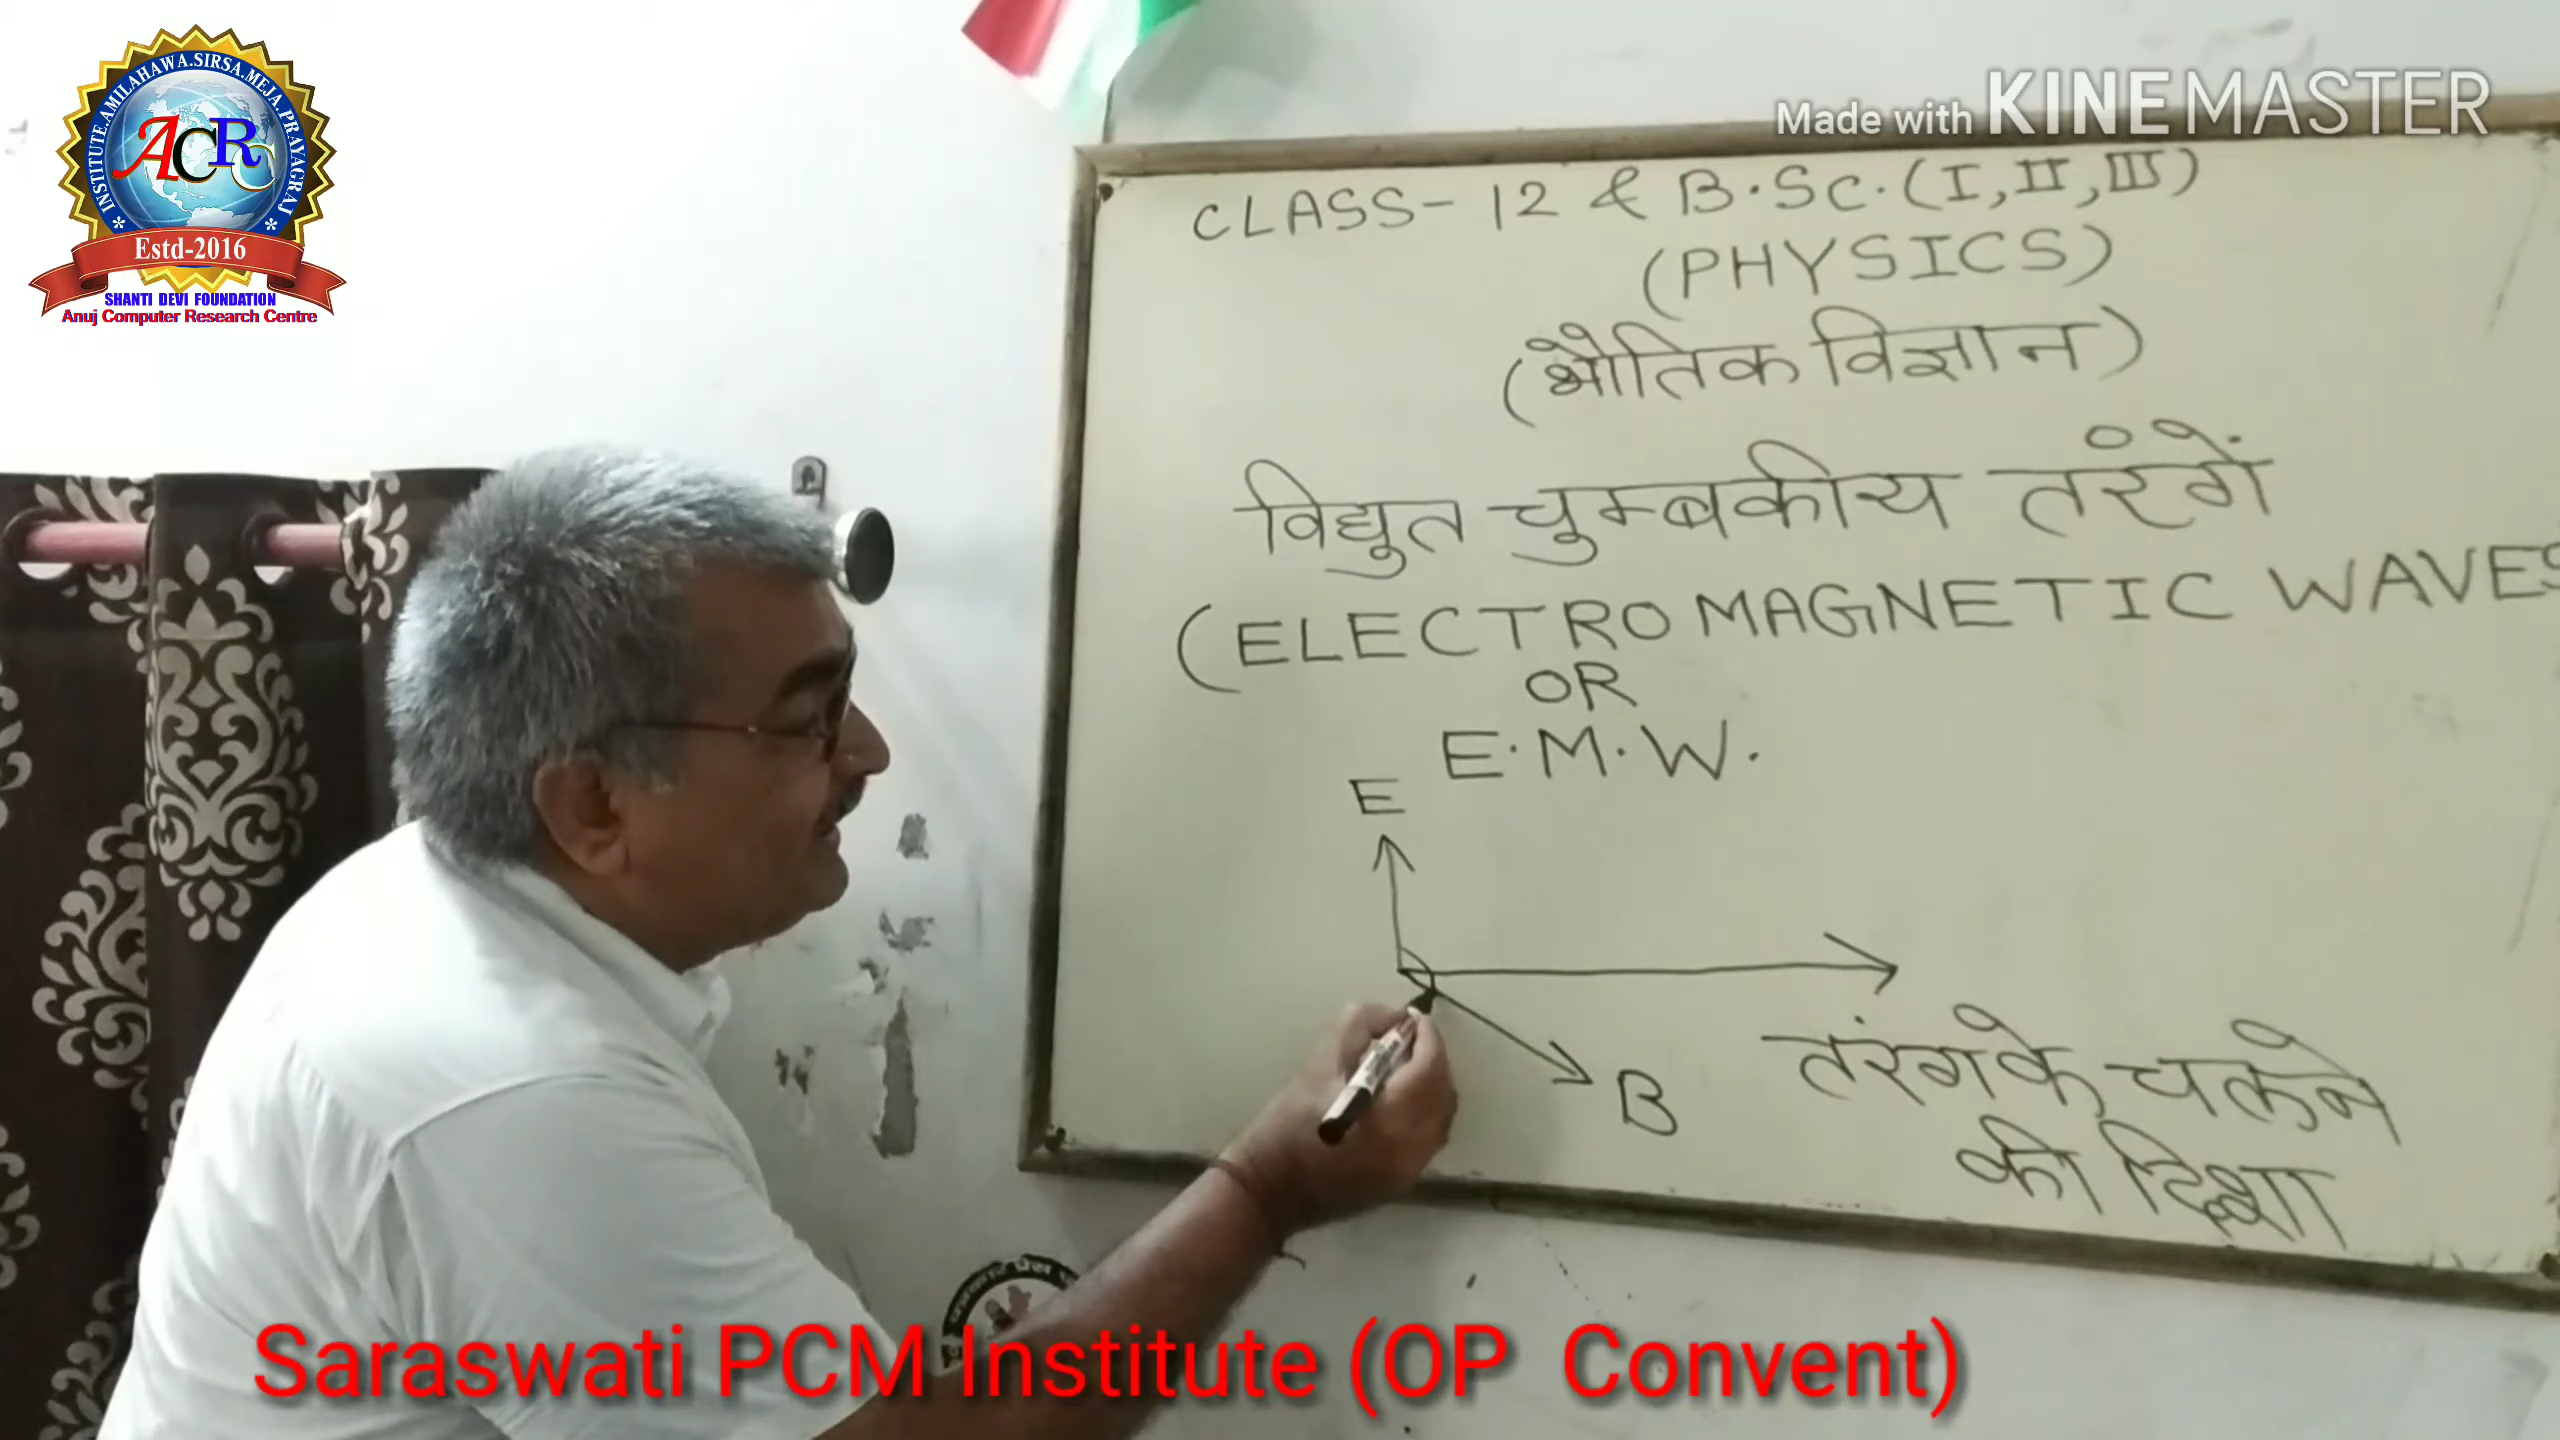 INSTITUTE.AMILAHAWA.SIRSA.MEJA.PRAYAGRAJ
ACRC
Estd-2016
SHANTI DEVI FOUNDATION
Anuj Computer Research Centre
Made with KINEMASTER
CLASS-12 & B.Sc.(I,II,III)
(PHYSICS)
(भौतिक विज्ञान)
विद्युत चुम्बकीय तरंगें
(ELECTROMAGNETIC WAVES
OR
E.M.W.
E
B
तरंग के चलने
की दिशा
Saraswati PCM Institute (OP Convent)